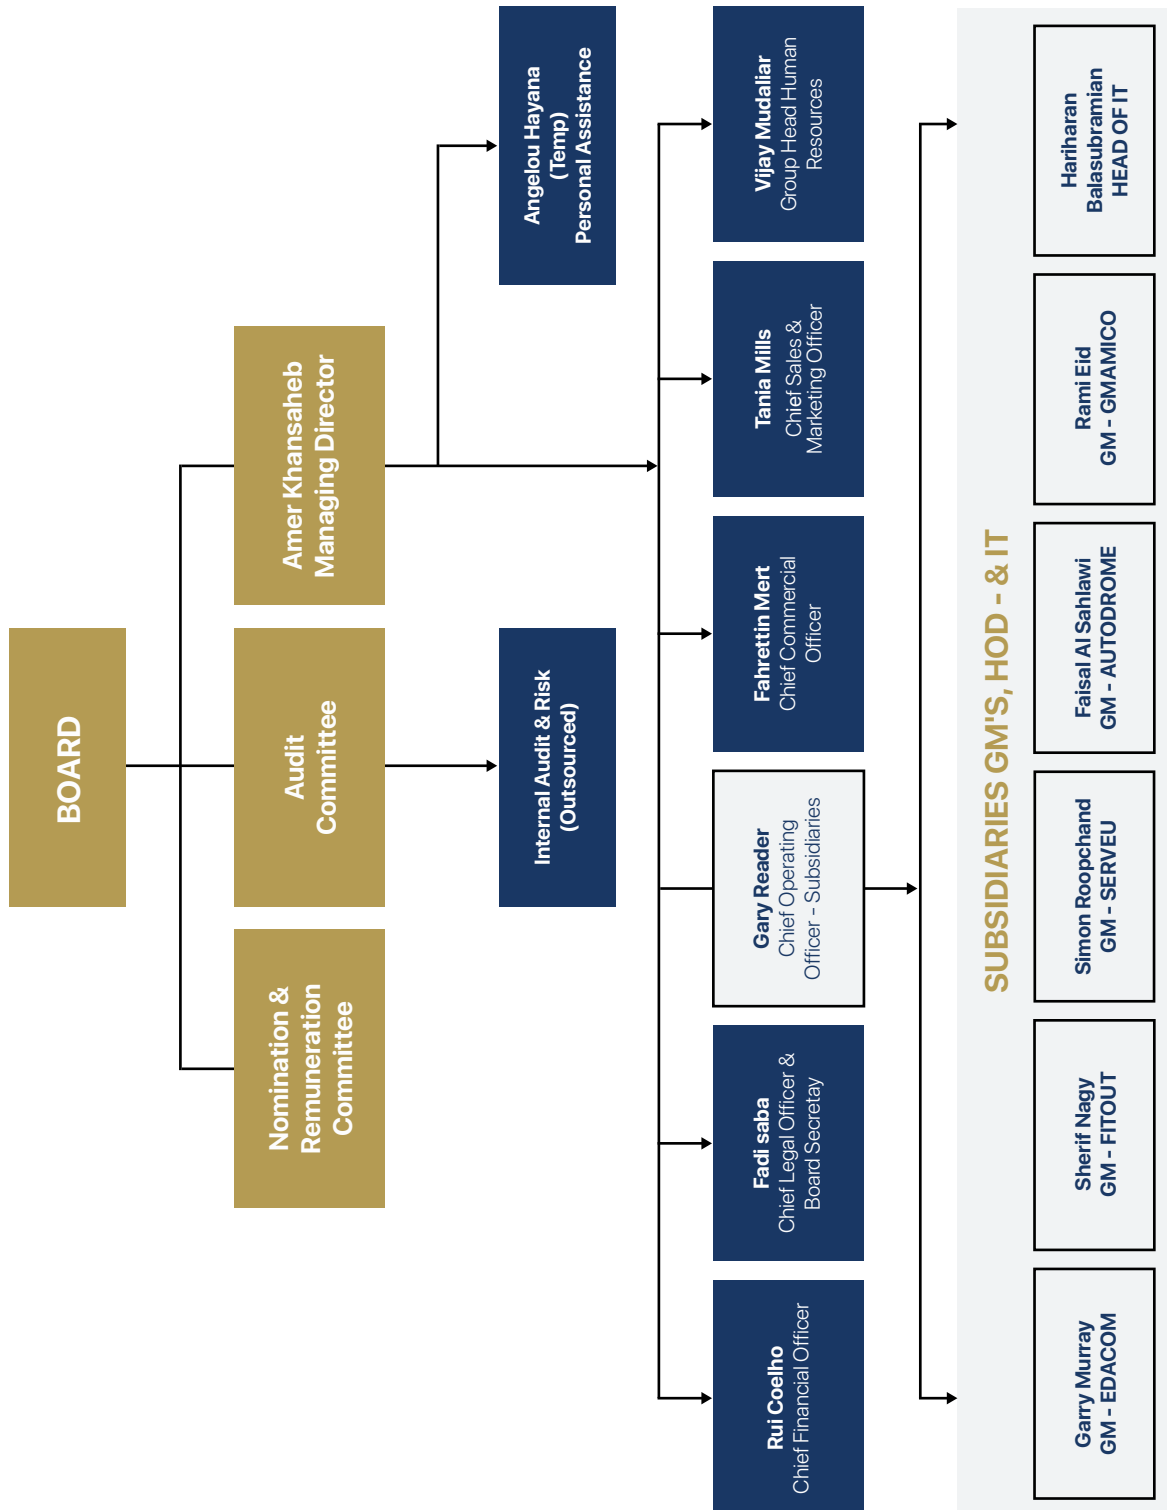 BOARD
Nomination &
Remuneration
Committee
Audit
Committee
Amer Khansaheb
Managing Director
Internal Audit & Risk
(Outsourced)
Angelou Hayana
(Temp)
Personal Assistance
Rui Coelho
Chief Financial Officer
Fadi saba
Chief Legal Officer &
Board Secretay
Gary Reader
Chief Operating
Officer - Subsidiaries
Fahrettin Mert
Chief Commercial
Officer
Tania Mills
Chief Sales &
Marketing Officer
Vijay Mudaliar
Group Head Human
Resources
SUBSIDIARIES GM'S, HOD - & IT
Garry Murray
GM - EDACOM
Sherif Nagy
GM - FITOUT
Simon Roopchand
GM - SERVEU
Faisal Al Sahlawi
GM - AUTODROME
Rami Eid
GM - GMAMICO
Hariharan
Balasubramian
HEAD OF IT